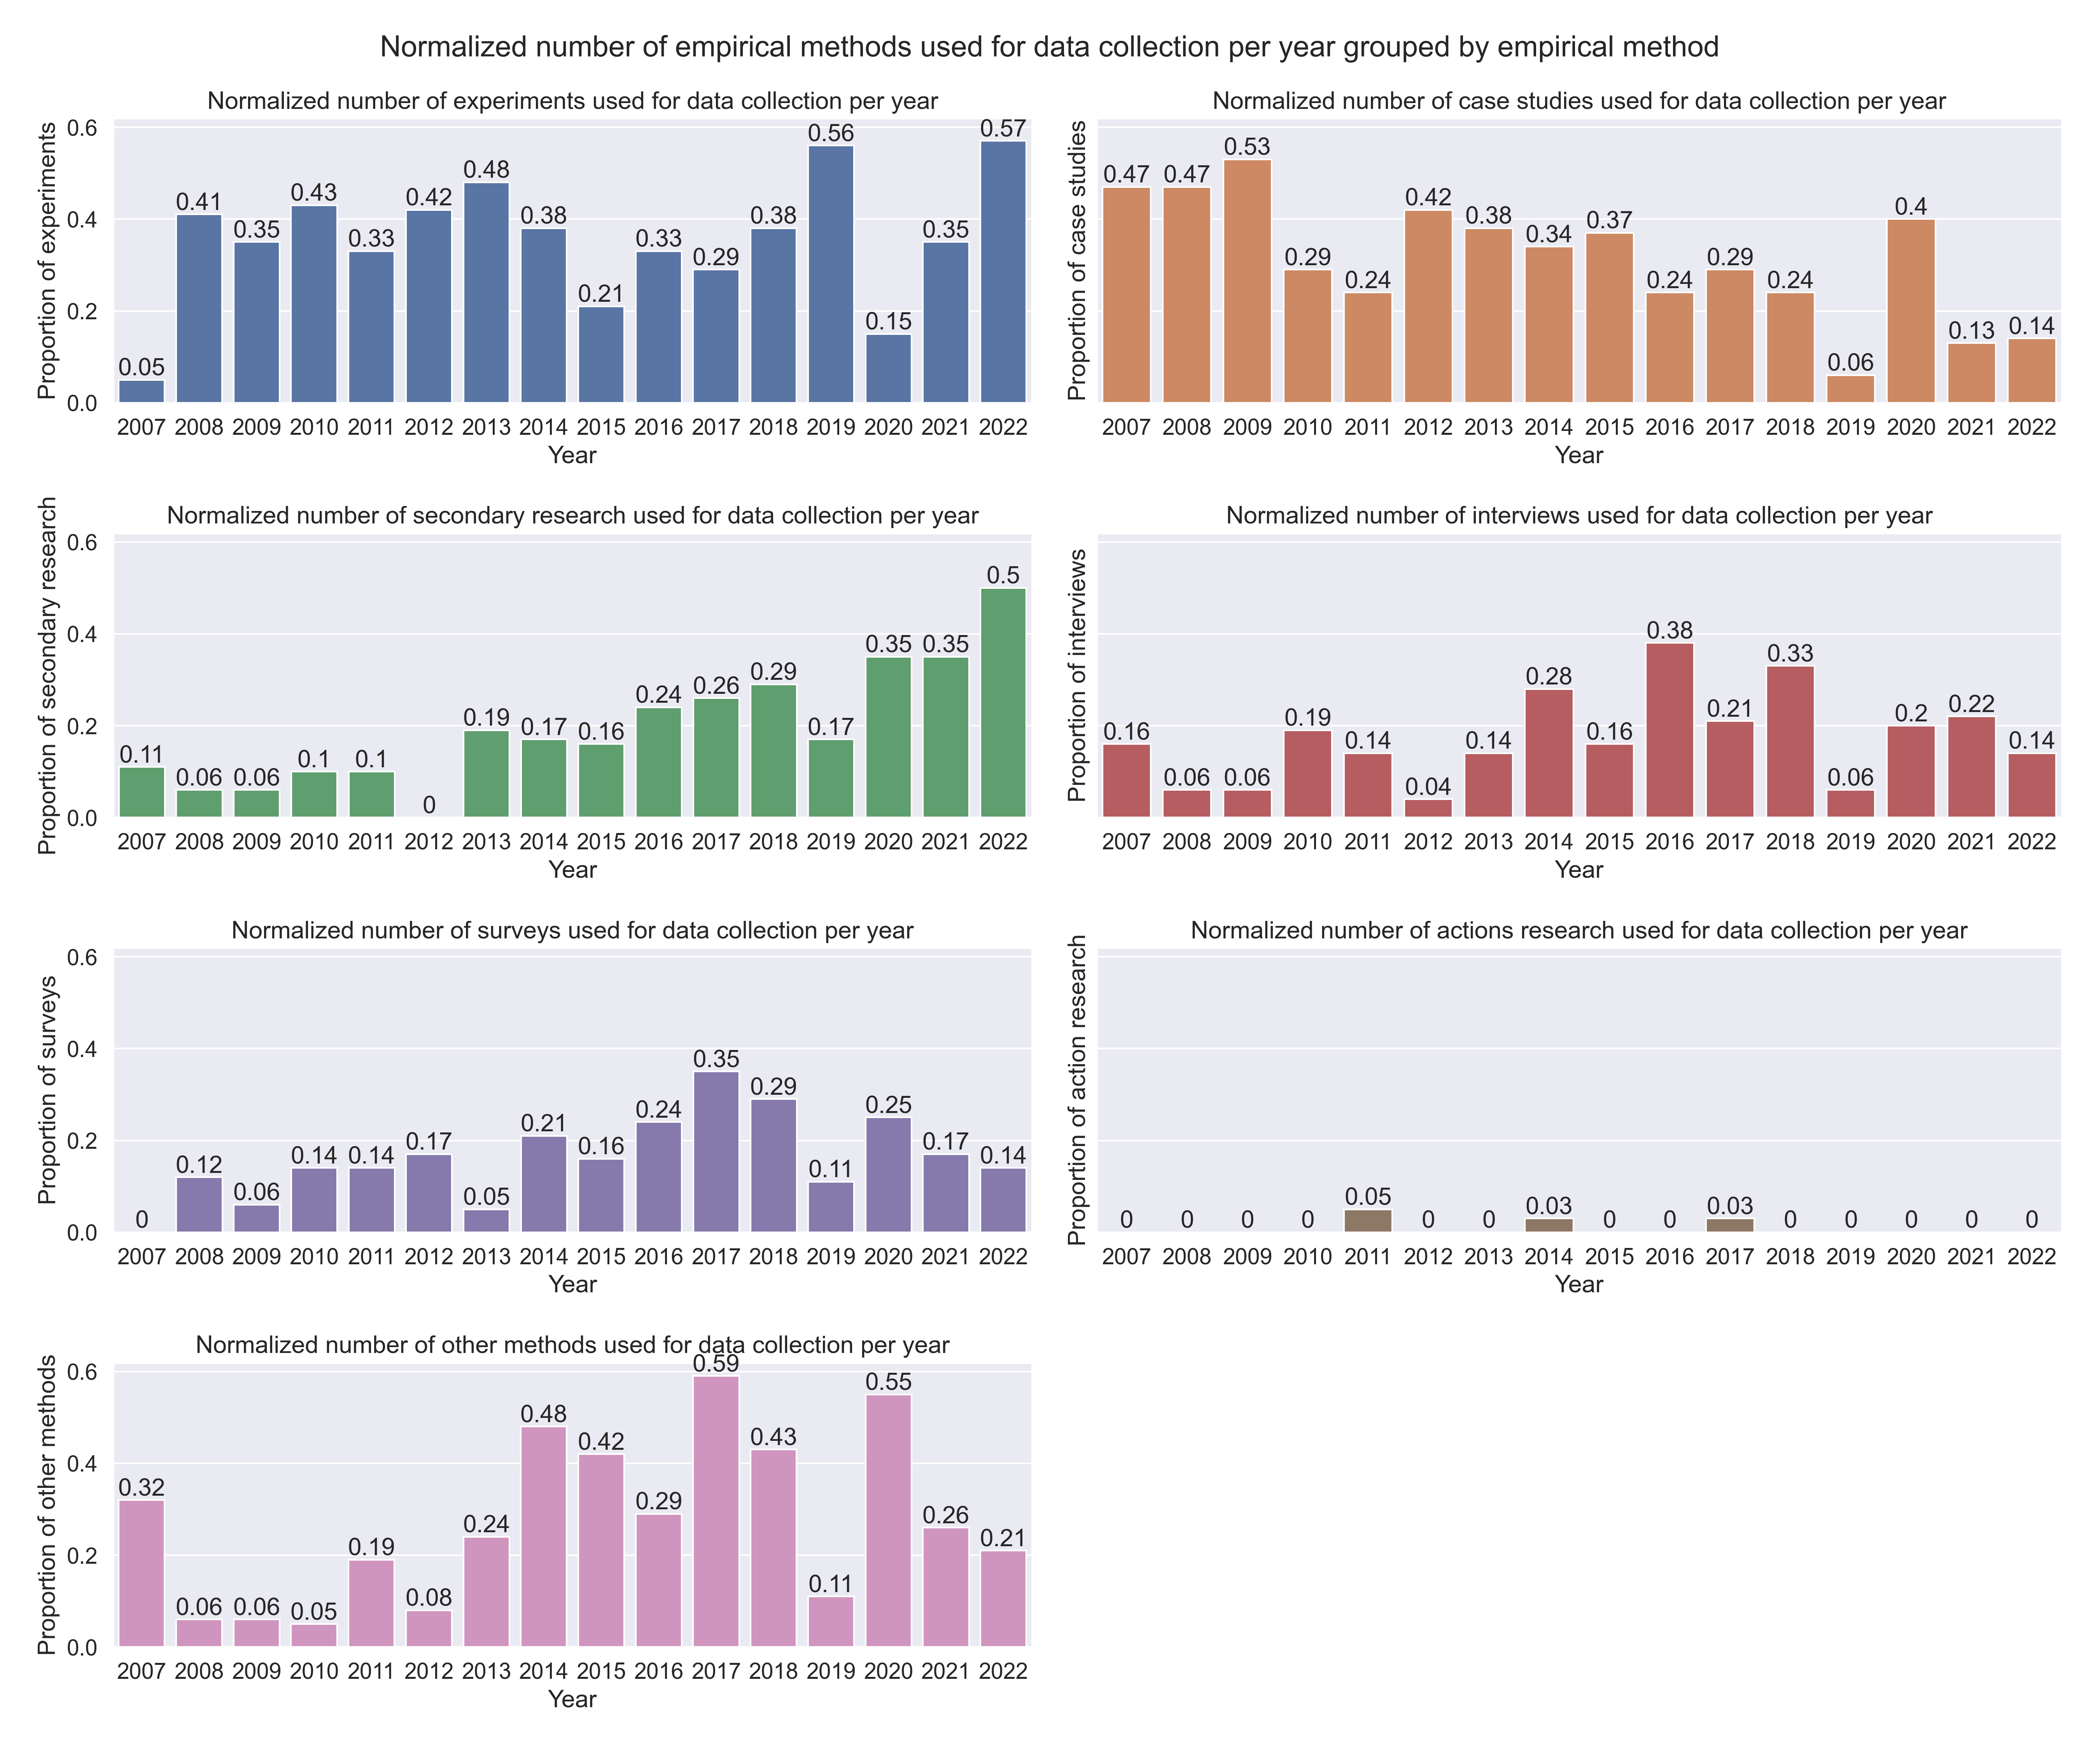 Normalized number of empirical methods used for data collection per year grouped by empirical method
Normalized number of experiments used for data collection per year
Proportion of experiments
0.6
0.4
0.2
0.0
0.05 0.41 0.35 0.43 0.33 0.42 0.48 0.38 0.21 0.33 0.29 0.38 0.56 0.15 0.35 0.57
2007 2008 2009 2010 2011 2012 2013 2014 2015 2016 2017 2018 2019 2020 2021 2022
Year
Normalized number of case studies used for data collection per year
Proportion of case studies
0.47 0.47 0.53 0.29 0.24 0.42 0.38 0.34 0.37 0.24 0.29 0.24 0.06 0.4 0.13 0.14
2007 2008 2009 2010 2011 2012 2013 2014 2015 2016 2017 2018 2019 2020 2021 2022
Year
Normalized number of secondary research used for data collection per year
Proportion of secondary research
0.6
0.4
0.2
0.0
0.11 0.06 0.06 0.1 0.1 0 0.19 0.17 0.16 0.24 0.26 0.29 0.17 0.35 0.35 0.5
2007 2008 2009 2010 2011 2012 2013 2014 2015 2016 2017 2018 2019 2020 2021 2022
Year
Normalized number of interviews used for data collection per year
Proportion of interviews
0.16 0.06 0.06 0.19 0.14 0.04 0.14 0.28 0.16 0.38 0.21 0.33 0.06 0.2 0.22 0.14
2007 2008 2009 2010 2011 2012 2013 2014 2015 2016 2017 2018 2019 2020 2021 2022
Year
Normalized number of surveys used for data collection per year
Proportion of surveys
0.6
0.4
0.2
0.0
0 0.12 0.06 0.14 0.14 0.17 0.05 0.21 0.16 0.24 0.35 0.29 0.11 0.25 0.17 0.14
2007 2008 2009 2010 2011 2012 2013 2014 2015 2016 2017 2018 2019 2020 2021 2022
Year
Normalized number of actions research used for data collection per year
Proportion of action research
0 0 0 0 0.05 0 0 0.03 0 0 0.03 0 0 0 0 0
2007 2008 2009 2010 2011 2012 2013 2014 2015 2016 2017 2018 2019 2020 2021 2022
Year
Normalized number of other methods used for data collection per year
Proportion of other methods
0.6
0.4
0.2
0.0
0.32 0.06 0.06 0.05 0.19 0.08 0.24 0.48 0.42 0.29 0.59 0.43 0.11 0.55 0.26 0.21
2007 2008 2009 2010 2011 2012 2013 2014 2015 2016 2017 2018 2019 2020 2021 2022
Year